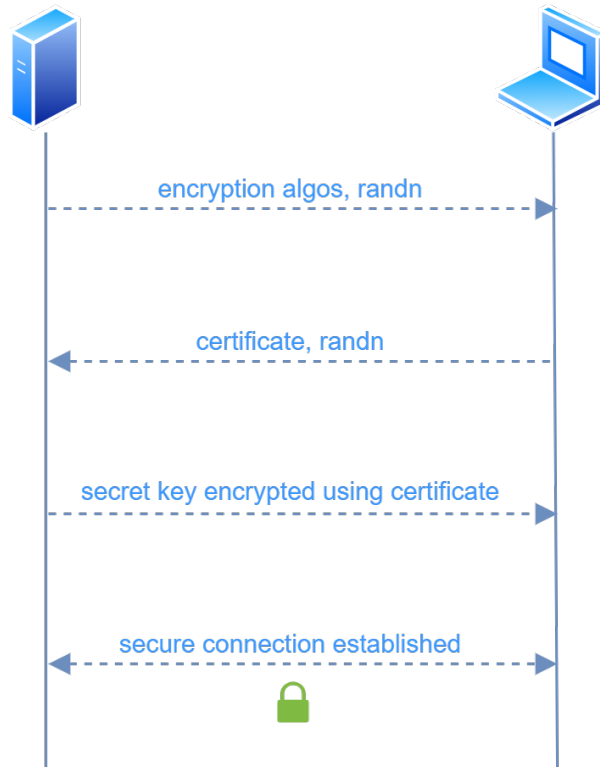 encryption algos, randn
certificate, randn
secret key encrypted using certificate
secure connection established